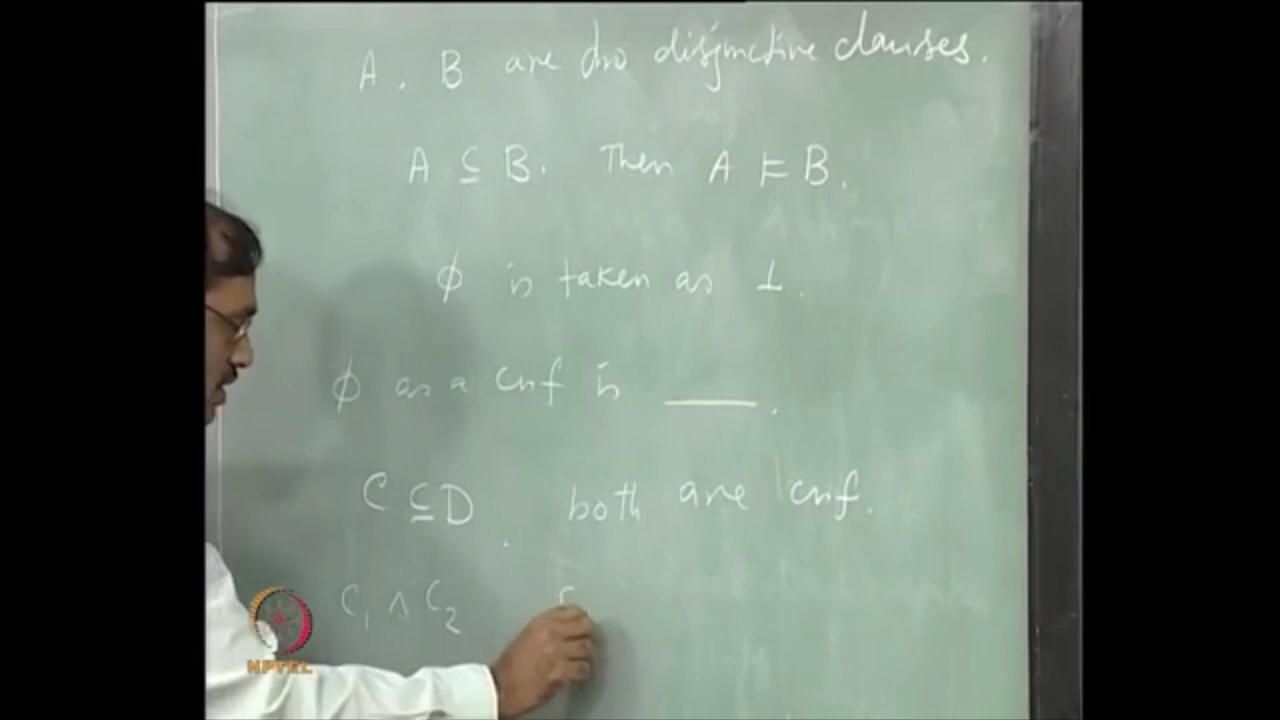 A, B are two disjunctive clauses.
A ⊆ B. Then A ⊨ B.
ϕ is taken as ⊥.
ϕ as a cnf is ____.
C ⊆ D both are cnf.
C₁ ∧ C₂
NPTEL